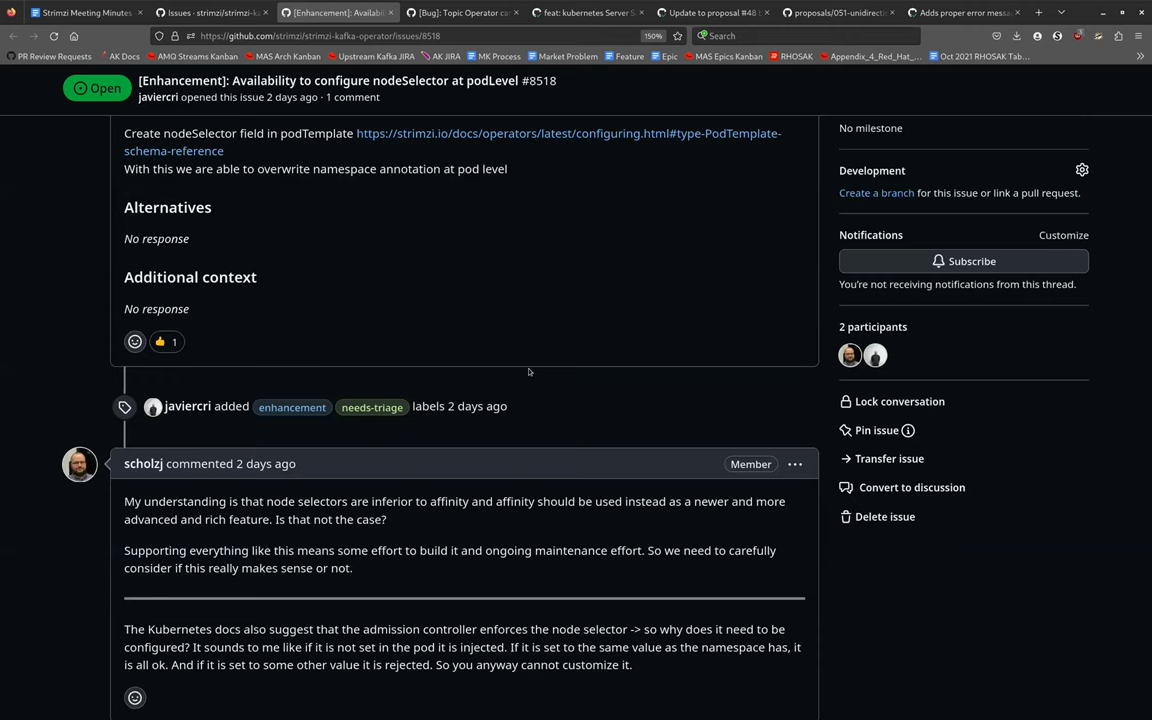 Strimzi Meeting Minutes
Issues · strimzi/strimzi-ka
[Enhancement]: Availabi
[Bug]: Topic Operator ca
feat: kubernetes Server S
Update to proposal #48 b
proposals/051-unidirecti
Adds proper error messa
https://github.com/strimzi/strimzi-kafka-operator/issues/8518
150%
Search
PR Review Requests
AK Docs
AMQ Streams Kanban
MAS Arch Kanban
Upstream Kafka JIRA
AK JIRA
MK Process
Market Problem
Feature
Epic
MAS Epics Kanban
RHOSAK
Appendix_4_Red_Hat_...
Oct 2021 RHOSAK Tab...
Open
[Enhancement]: Availability to configure nodeSelector at podLevel #8518
javiercri opened this issue 2 days ago · 1 comment
Create nodeSelector field in podTemplate https://strimzi.io/docs/operators/latest/configuring.html#type-PodTemplate-
schema-reference
With this we are able to overwrite namespace annotation at pod level
Alternatives
No response
Additional context
No response
👍 1
javiercri added enhancement needs-triage labels 2 days ago
scholzj commented 2 days ago
Member
My understanding is that node selectors are inferior to affinity and affinity should be used instead as a newer and more
advanced and rich feature. Is that not the case?
Supporting everything like this means some effort to build it and ongoing maintenance effort. So we need to carefully
consider if this really makes sense or not.
The Kubernetes docs also suggest that the admission controller enforces the node selector -> so why does it need to be
configured? It sounds to me like if it is not set in the pod it is injected. If it is set to the same value as the namespace has, it
is all ok. And if it is set to some other value it is rejected. So you anyway cannot customize it.
No milestone
Development
Create a branch for this issue or link a pull request.
Notifications
Customize
Subscribe
You're not receiving notifications from this thread.
2 participants
Lock conversation
Pin issue
Transfer issue
Convert to discussion
Delete issue